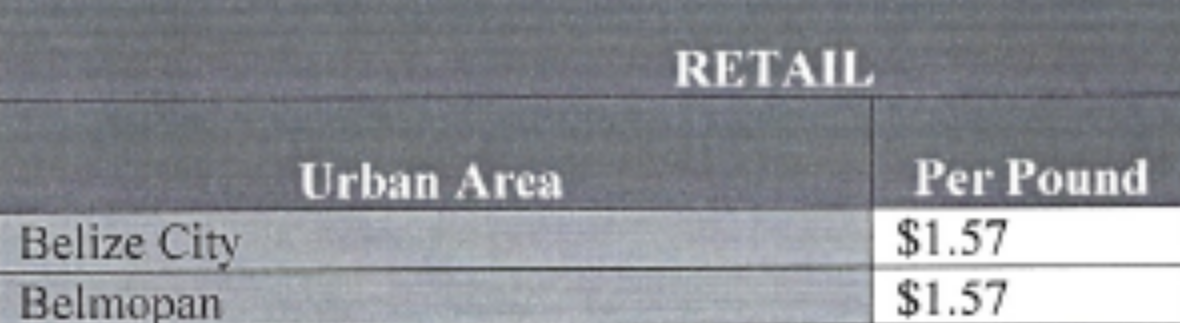 RETAIL
Urban Area Per Pound
Belize City $1.57
Belmopan $1.57